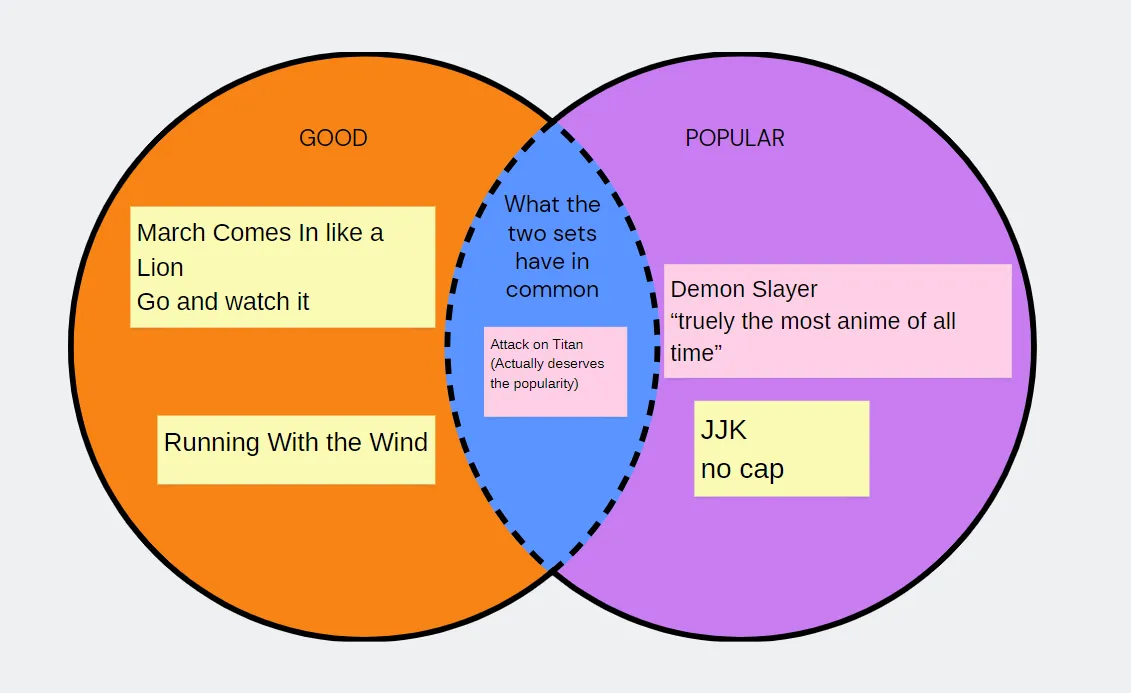 GOOD
POPULAR
March Comes In like a
Lion
Go and watch it
Running With the Wind
What the
two sets
have in
common
Attack on Titan
(Actually deserves
the popularity)
Demon Slayer
“truely the most anime of all
time”
JJK
no cap